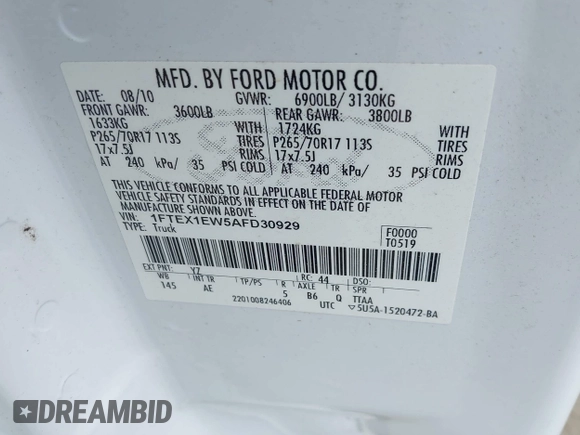 MFD. BY FORD MOTOR CO.
DATE: 08/10 GVWR: 6900LB/ 3130KG
FRONT GAWR: 3600LB REAR GAWR: 3800LB
1633KG WITH 1724KG WITH
P265/70R17 113S TIRES P265/70R17 113S TIRES
17x7.5J RIMS 17x7.5J RIMS
AT 240 kPa/ 35 PSI COLD AT 240 kPa/ 35 PSI COLD
THIS VEHICLE CONFORMS TO ALL APPLICABLE FEDERAL MOTOR
VEHICLE SAFETY STANDARDS IN EFFECT ON THE DATE OF
MANUFACTURE SHOWN ABOVE.
VIN: 1FTEX1EW5AFD30929 F0000
TYPE: Truck T0519
EXT PNT: YZ RC: 44 DSO:
WB INT TR TP/PS R AXLE TR SPR
145 AE 5 B6 Q TTAA
2201008246406 UTC ▽5U5A-1520472-BA
DREAMBID